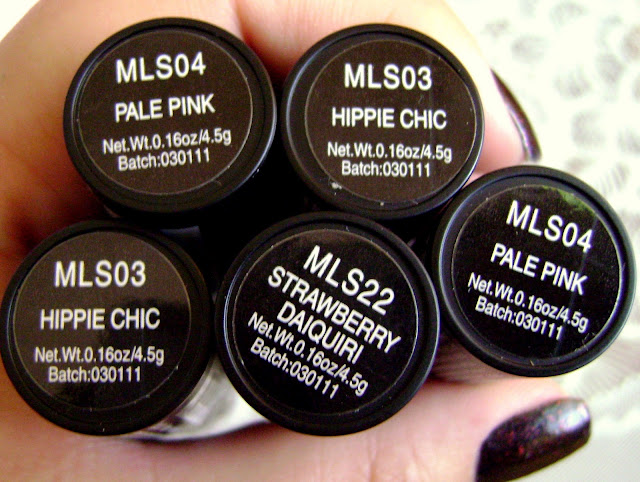 MLS04
PALE PINK
Net.Wt.0.16oz/4.5g
Batch:030111
MLS03
HIPPIE CHIC
Net.Wt.0.16oz/4.5g
Batch:030111
MLS03
HIPPIE CHIC
Net.Wt.0.16oz/4.5g
Batch:030111
MLS22
STRAWBERRY
DAIQUIRI
Net.Wt.0.16oz/4.5g
Batch:030111
MLS04
PALE PINK
Net.Wt.0.16oz/4.5g
Batch:030111